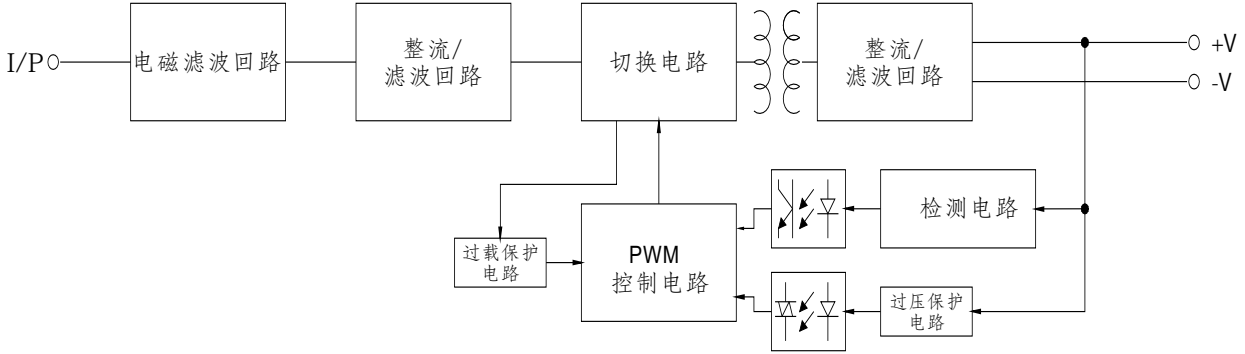 I/P
电磁滤波回路
整流/
滤波回路
切换电路
整流/
滤波回路
+V
-V
检测电路
过载保护
电路
PWM
控制电路
过压保护
电路